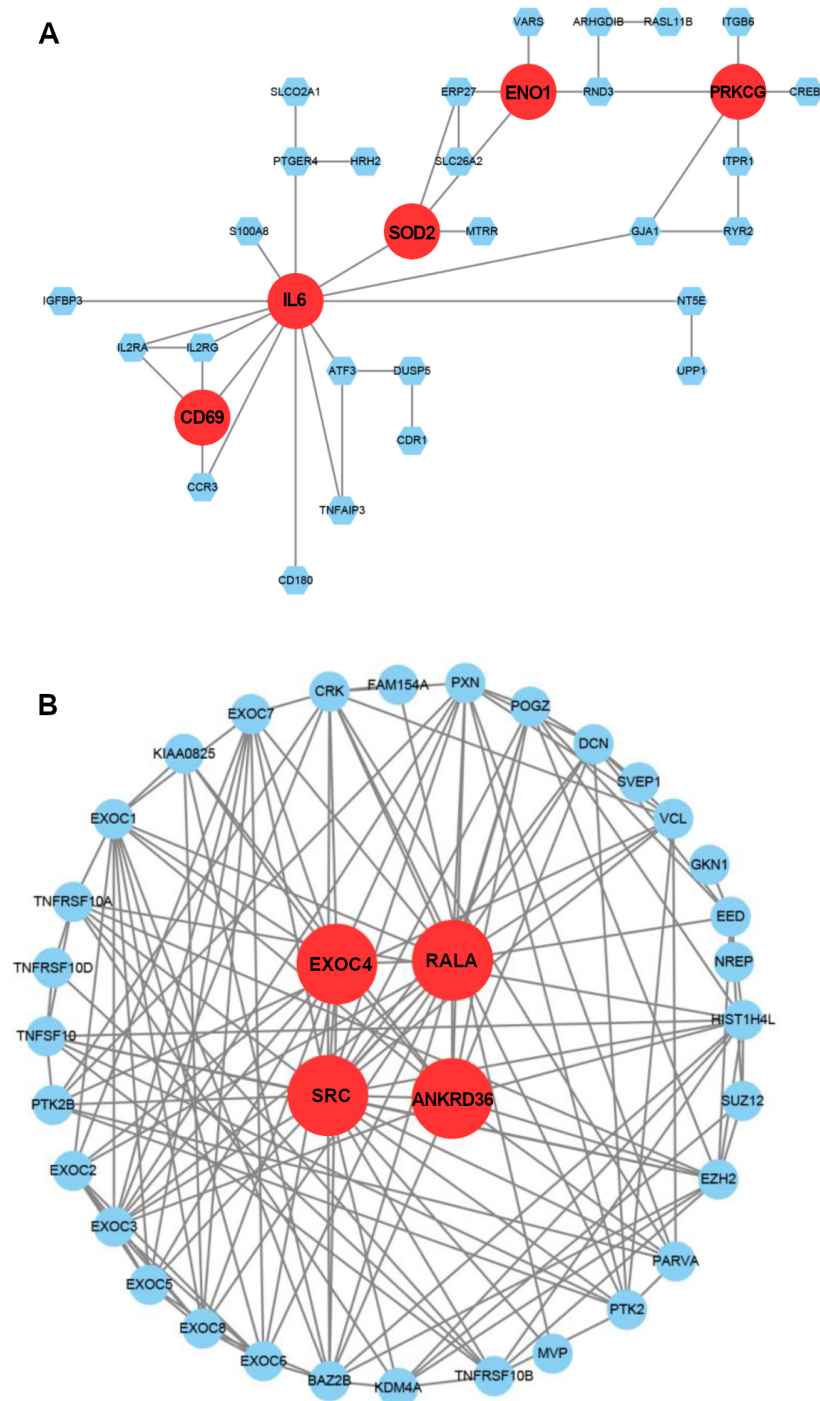 A
VARS
ARHGDIB
RASL11B
ITGB6
SLCO2A1
ERP27
ENO1
RND3
PRKCG
CREB
PTGER4
HRH2
SLC26A2
ITPR1
S100A8
SOD2
MTRR
GJA1
RYR2
IGFBP3
IL6
NT5E
IL2RA
IL2RG
ATF3
DUSP5
UPP1
CD69
CDR1
CCR3
TNFAIP3
CD180
B
CRK
FAM154A
PXN
EXOC7
POGZ
KIAA0825
DCN
SVEP1
EXOC1
VCL
GKN1
TNFRSF10A
EED
TNFRSF10D
EXOC4
RALA
NREP
TNFSF10
HIST1H4L
PTK2B
SRC
ANKRD36
SUZ12
EXOC2
EZH2
EXOC3
PARVA
EXOC5
PTK2
EXOC8
EXOC6
MVP
BAZ2B
KDM4A
TNFRSF10B